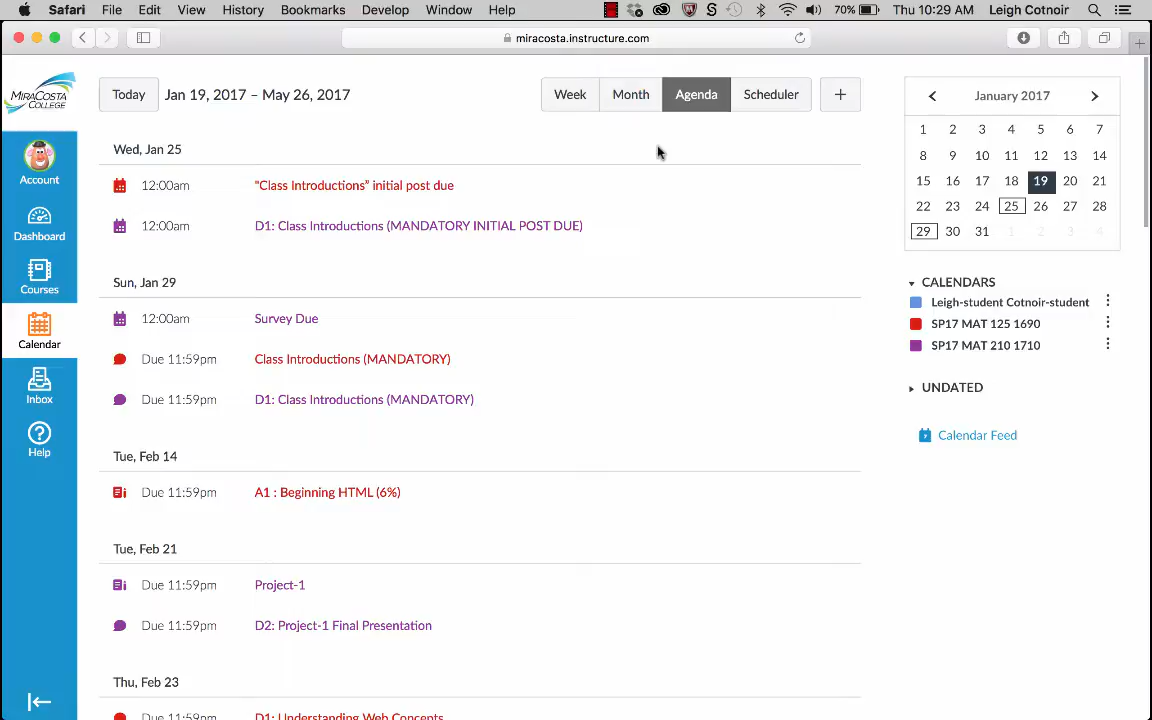 Safari File Edit View History Bookmarks Develop Window Help 70% Thu 10:29 AM Leigh Cotnoir
miracosta.instructure.com
MIRACOSTA COLLEGE
Account
Dashboard
Courses
Calendar
Inbox
Help
Today Jan 19, 2017 – May 26, 2017 Week Month Agenda Scheduler +
Wed, Jan 25
12:00am "Class Introductions” initial post due
12:00am D1: Class Introductions (MANDATORY INITIAL POST DUE)
Sun, Jan 29
12:00am Survey Due
Due 11:59pm Class Introductions (MANDATORY)
Due 11:59pm D1: Class Introductions (MANDATORY)
Tue, Feb 14
Due 11:59pm A1 : Beginning HTML (6%)
Tue, Feb 21
Due 11:59pm Project-1
Due 11:59pm D2: Project-1 Final Presentation
Thu, Feb 23
Due 11:59pm D1: Understanding Web Concepts
January 2017
1 2 3 4 5 6 7
8 9 10 11 12 13 14
15 16 17 18 19 20 21
22 23 24 25 26 27 28
29 30 31 1 2 3 4
CALENDARS
Leigh-student Cotnoir-student
SP17 MAT 125 1690
SP17 MAT 210 1710
UNDATED
Calendar Feed